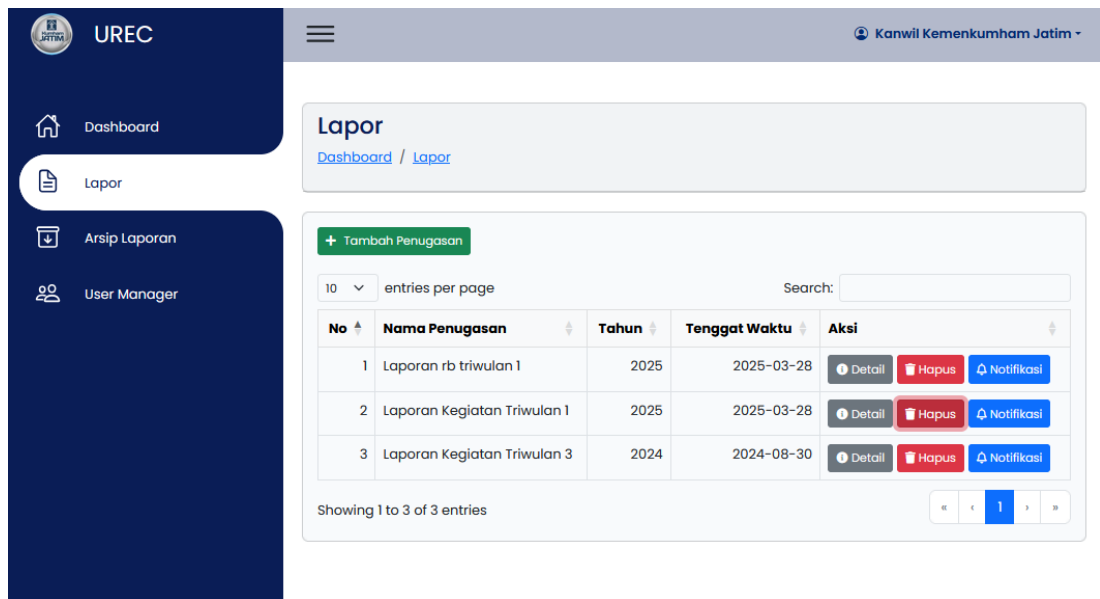 Kumham
JATIM
UREC
Kanwil Kemenkumham Jatim
Dashboard
Lapor
Arsip Laporan
User Manager
Lapor
Dashboard / Lapor
+ Tambah Penugasan
10 entries per page Search:
No Nama Penugasan Tahun Tenggat Waktu Aksi
1 Laporan rb triwulan 1 2025 2025-03-28 Detail Hapus Notifikasi
2 Laporan Kegiatan Triwulan 1 2025 2025-03-28 Detail Hapus Notifikasi
3 Laporan Kegiatan Triwulan 3 2024 2024-08-30 Detail Hapus Notifikasi
Showing 1 to 3 of 3 entries « ‹ 1 › »